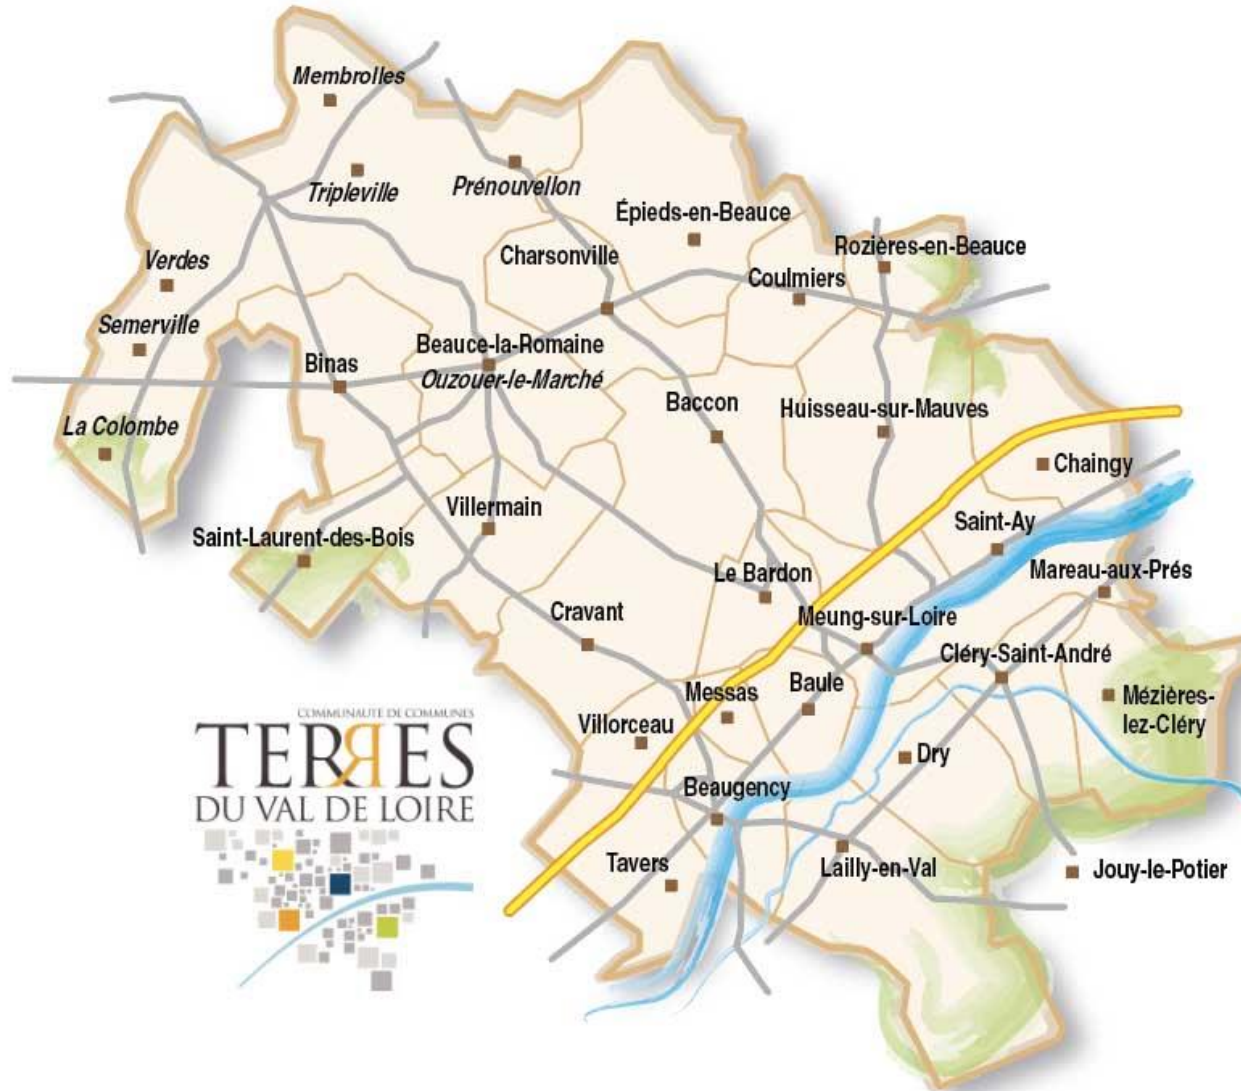 Membrolles
Tripleville
Prénouvellon
Épieds-en-Beauce
Verdes
Charsonville
Rozières-en-Beauce
Coulmiers
Semerville
Binas
Beauce-la-Romaine
Ouzouer-le-Marché
La Colombe
Baccon
Huisseau-sur-Mauves
Chaingy
Villermain
Saint-Laurent-des-Bois
Saint-Ay
Le Bardon
Mareau-aux-Prés
Cravant
Meung-sur-Loire
Cléry-Saint-André
Messas
Baule
Mézières-
lez-Cléry
Villorceau
Dry
Beaugency
Tavers
Lailly-en-Val
Jouy-le-Potier
COMMUNAUTÉ DE COMMUNES
TERRES
DU VAL DE LOIRE